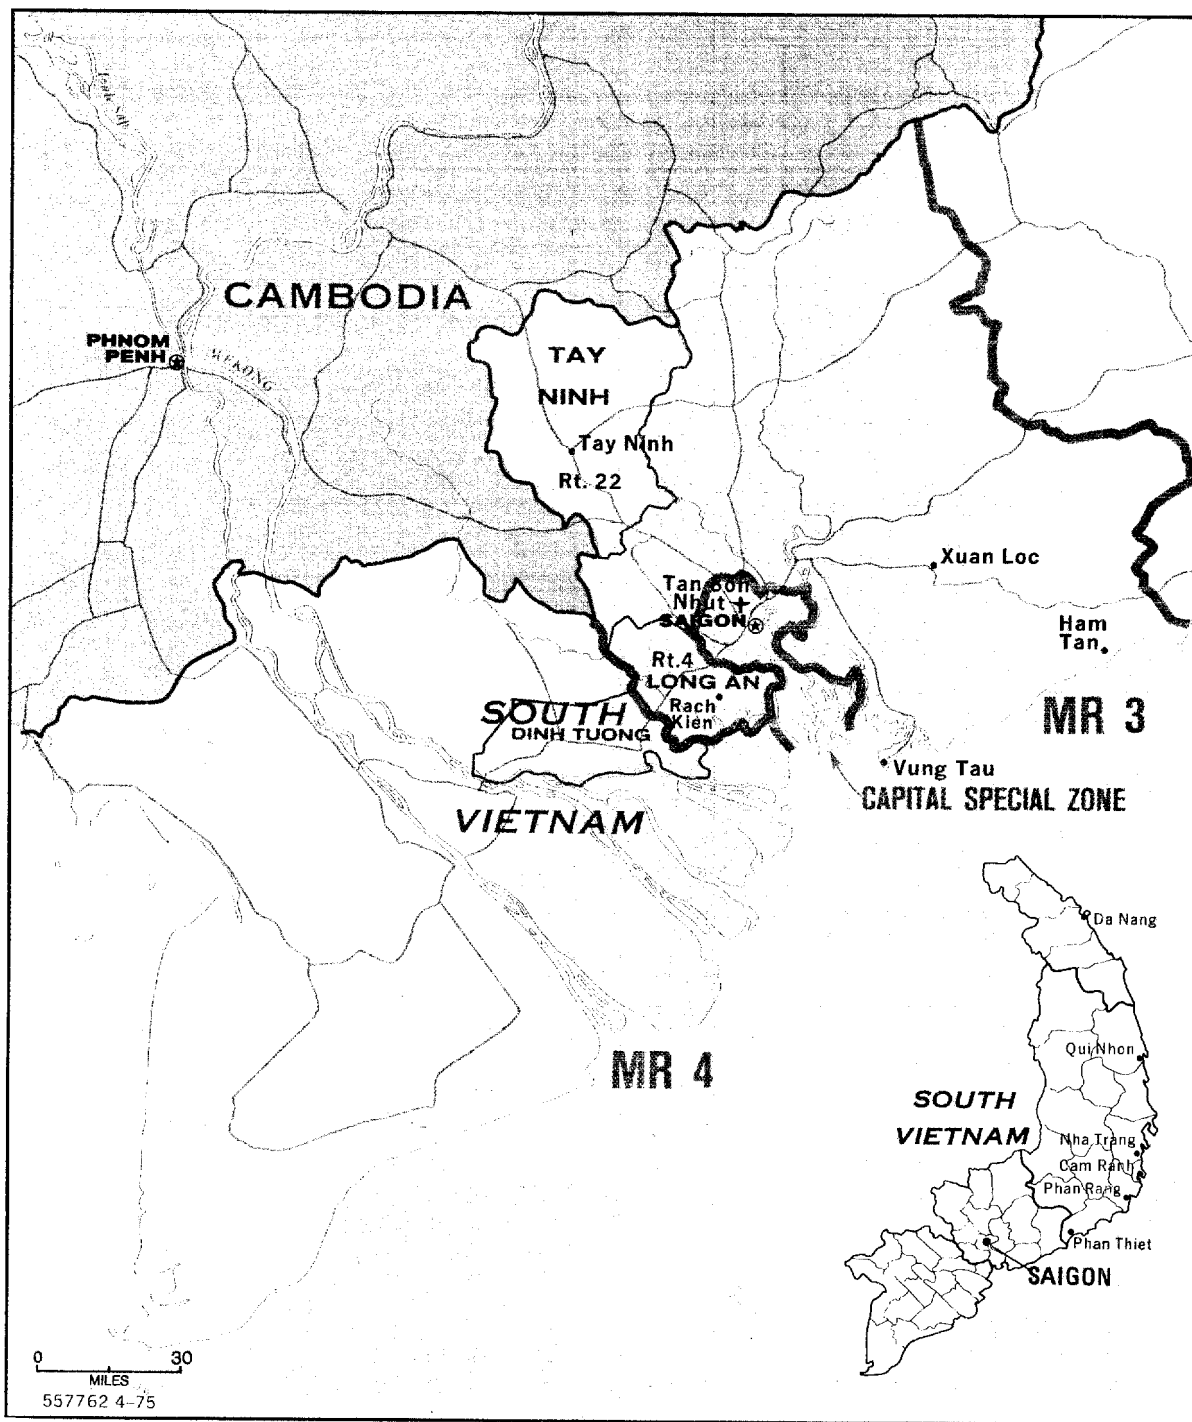 Tonle Sap
CAMBODIA
PHNOM
PENH
MEKONG
TAY
NINH
Tay Ninh
Rt. 22
Xuan Loc
Tan Son
Nhut
SAIGON
Ham
Tan
Rt.4
LONG AN
Rach
Kien
SOUTH
DINH TUONG
MR 3
Vung Tau
CAPITAL SPECIAL ZONE
VIETNAM
Da Nang
MR 4
Qui Nhon
SOUTH
VIETNAM
Nha Trang
Cam Ranh
Phan Rang
Phan Thiet
SAIGON
0 30
MILES
557762 4-75